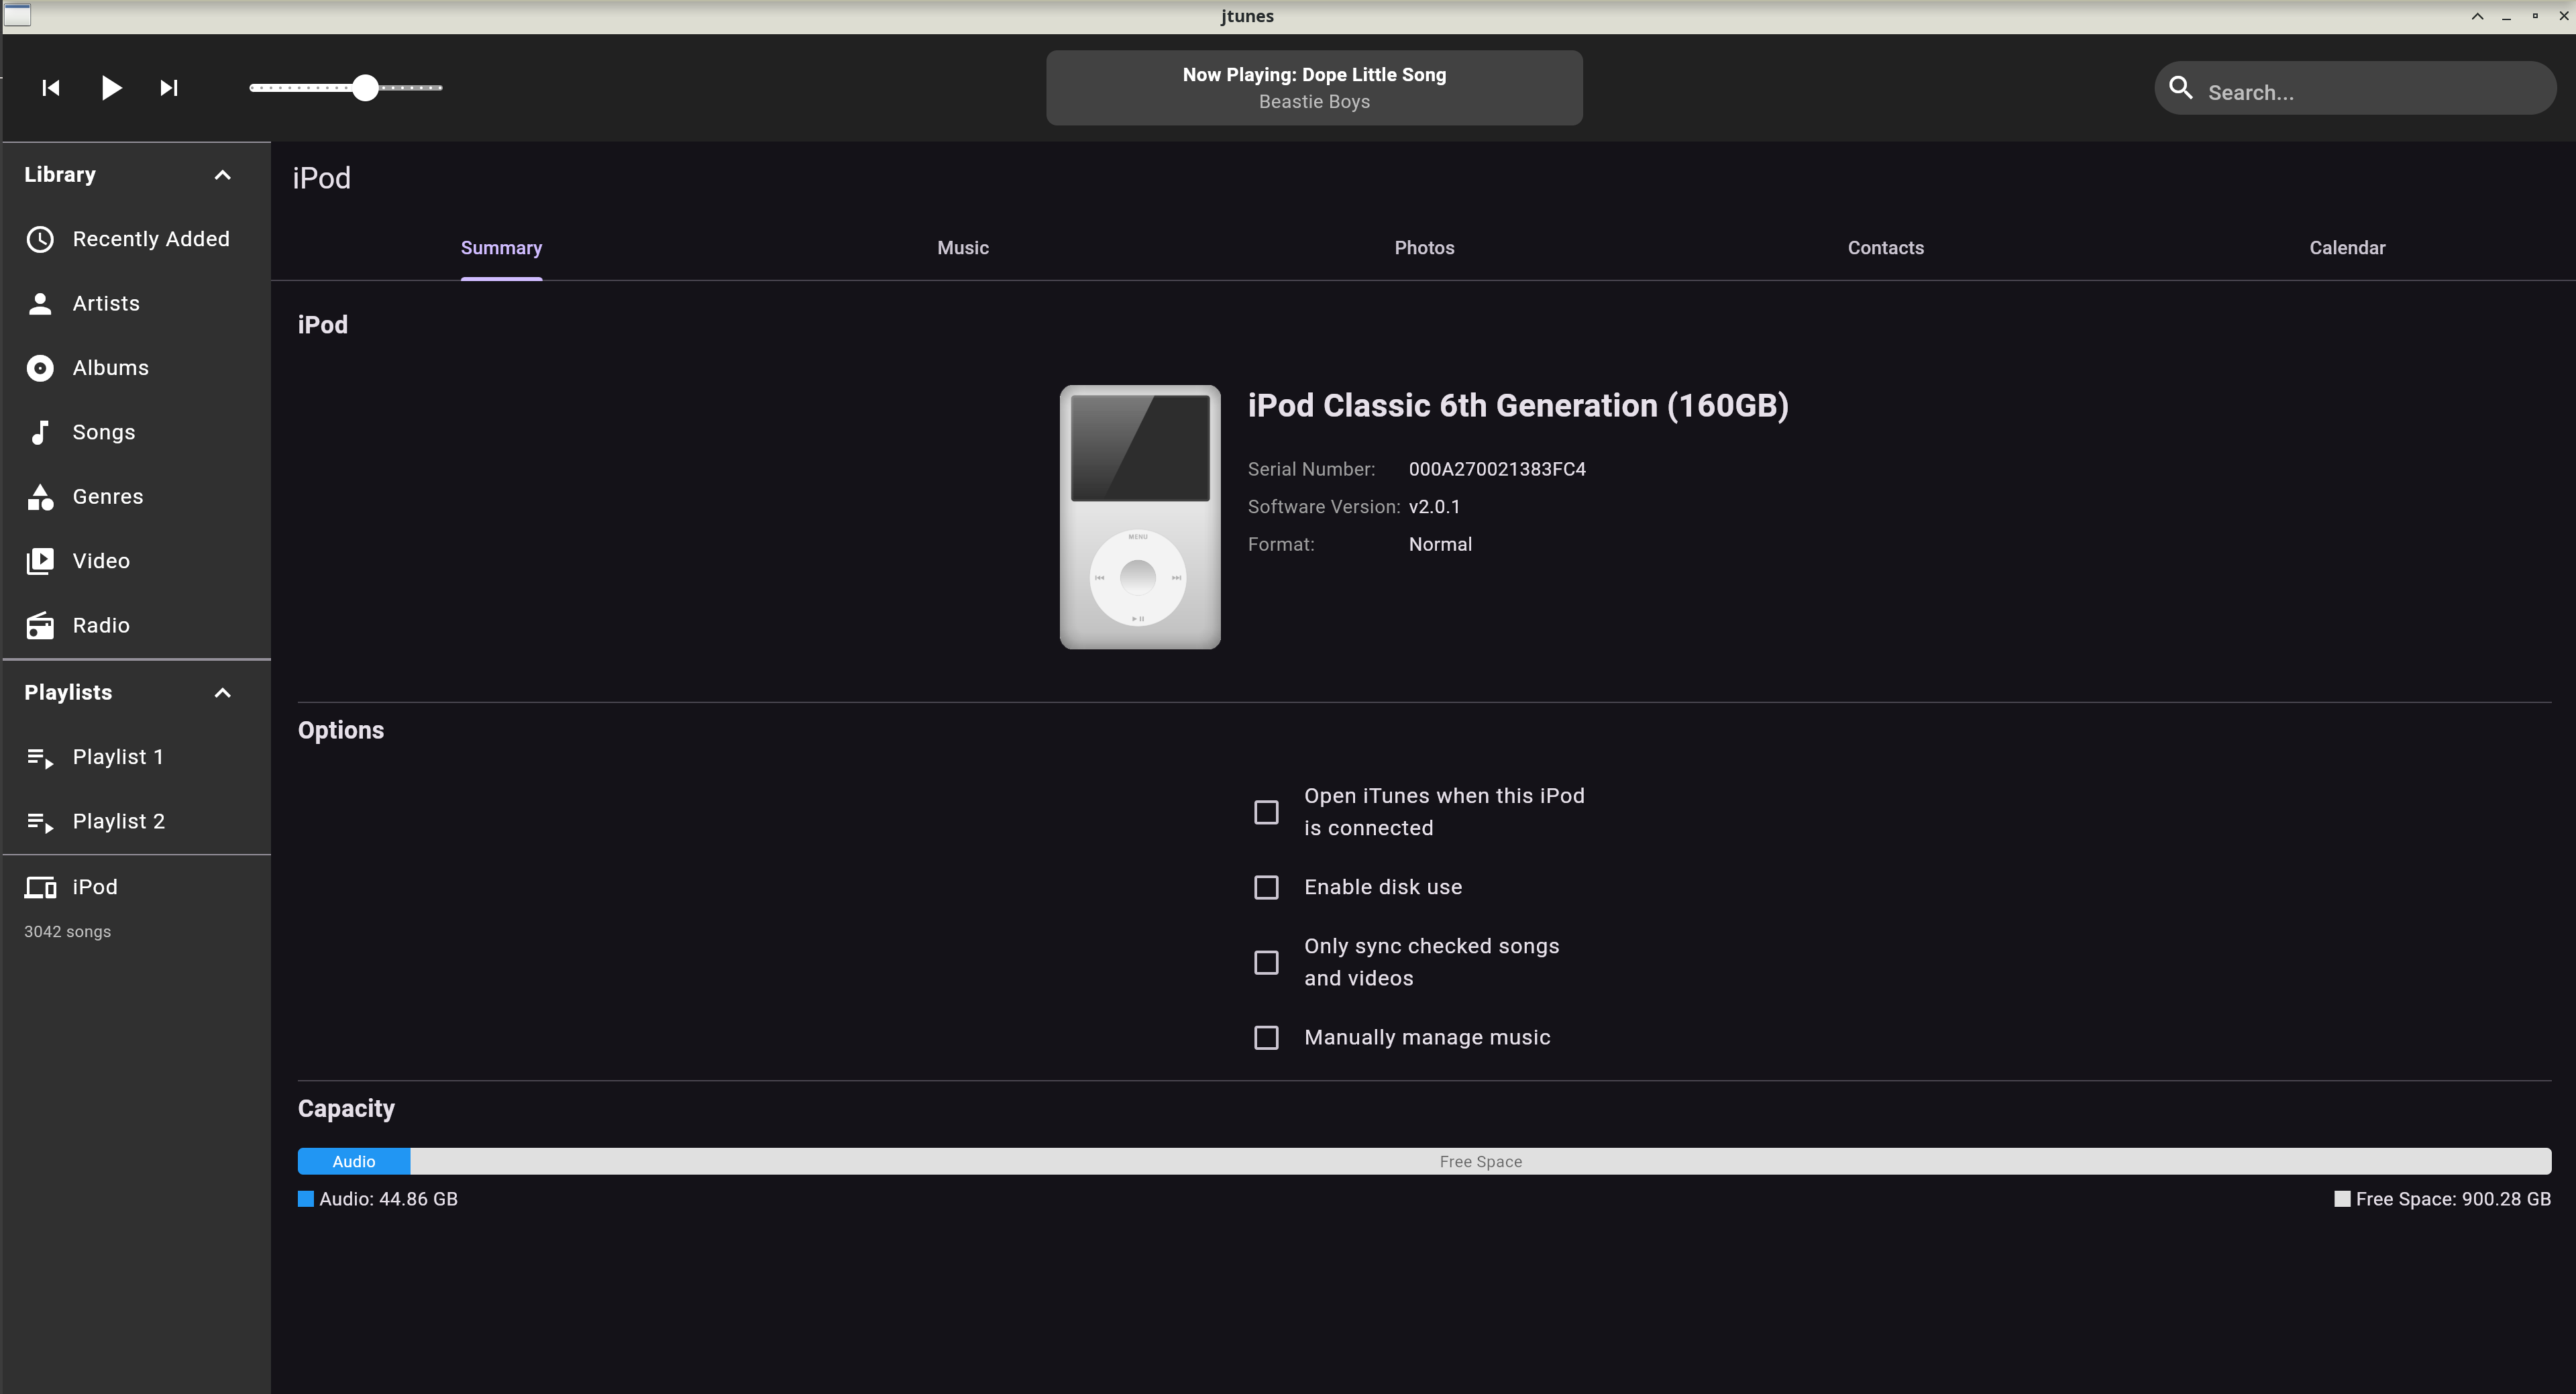 jtunes
Now Playing: Dope Little Song
Beastie Boys
Search...
Library
Recently Added
Artists
Albums
Songs
Genres
Video
Radio
Playlists
Playlist 1
Playlist 2
iPod
3042 songs
iPod
Summary
Music
Photos
Contacts
Calendar
iPod
MENU
iPod Classic 6th Generation (160GB)
Serial Number: 000A270021383FC4
Software Version: v2.0.1
Format: Normal
Options
Open iTunes when this iPod
is connected
Enable disk use
Only sync checked songs
and videos
Manually manage music
Capacity
Audio
Free Space
Audio: 44.86 GB
Free Space: 900.28 GB